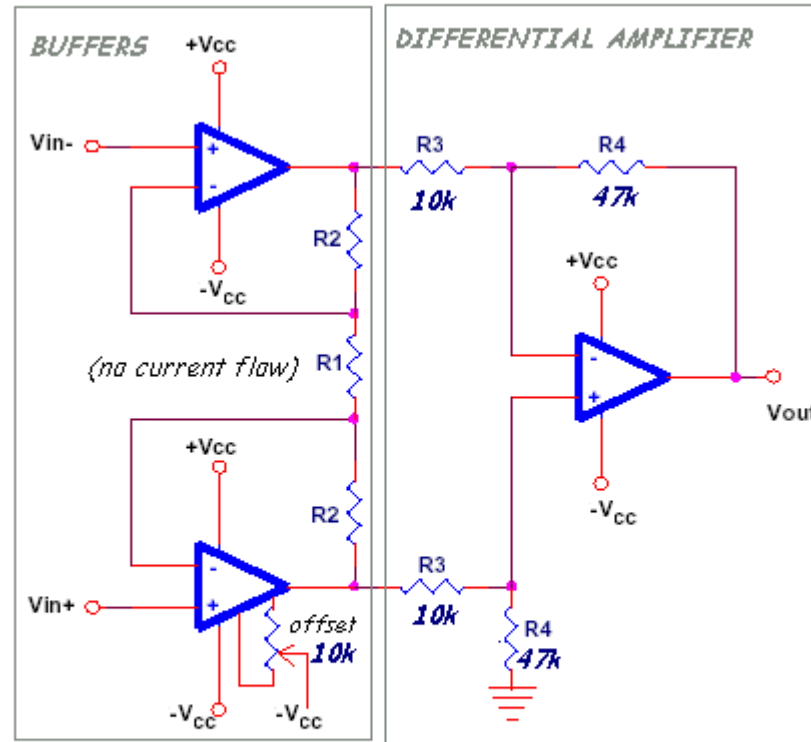 BUFFERS
+Vcc
Vin-
+
-
-Vcc
R2
(no current flow)
R1
+Vcc
R2
-
+
Vin+
offset
10k
-Vcc
-Vcc
DIFFERENTIAL AMPLIFIER
R3
10k
R4
47k
+Vcc
-
+
Vout
-Vcc
R3
10k
R4
47k